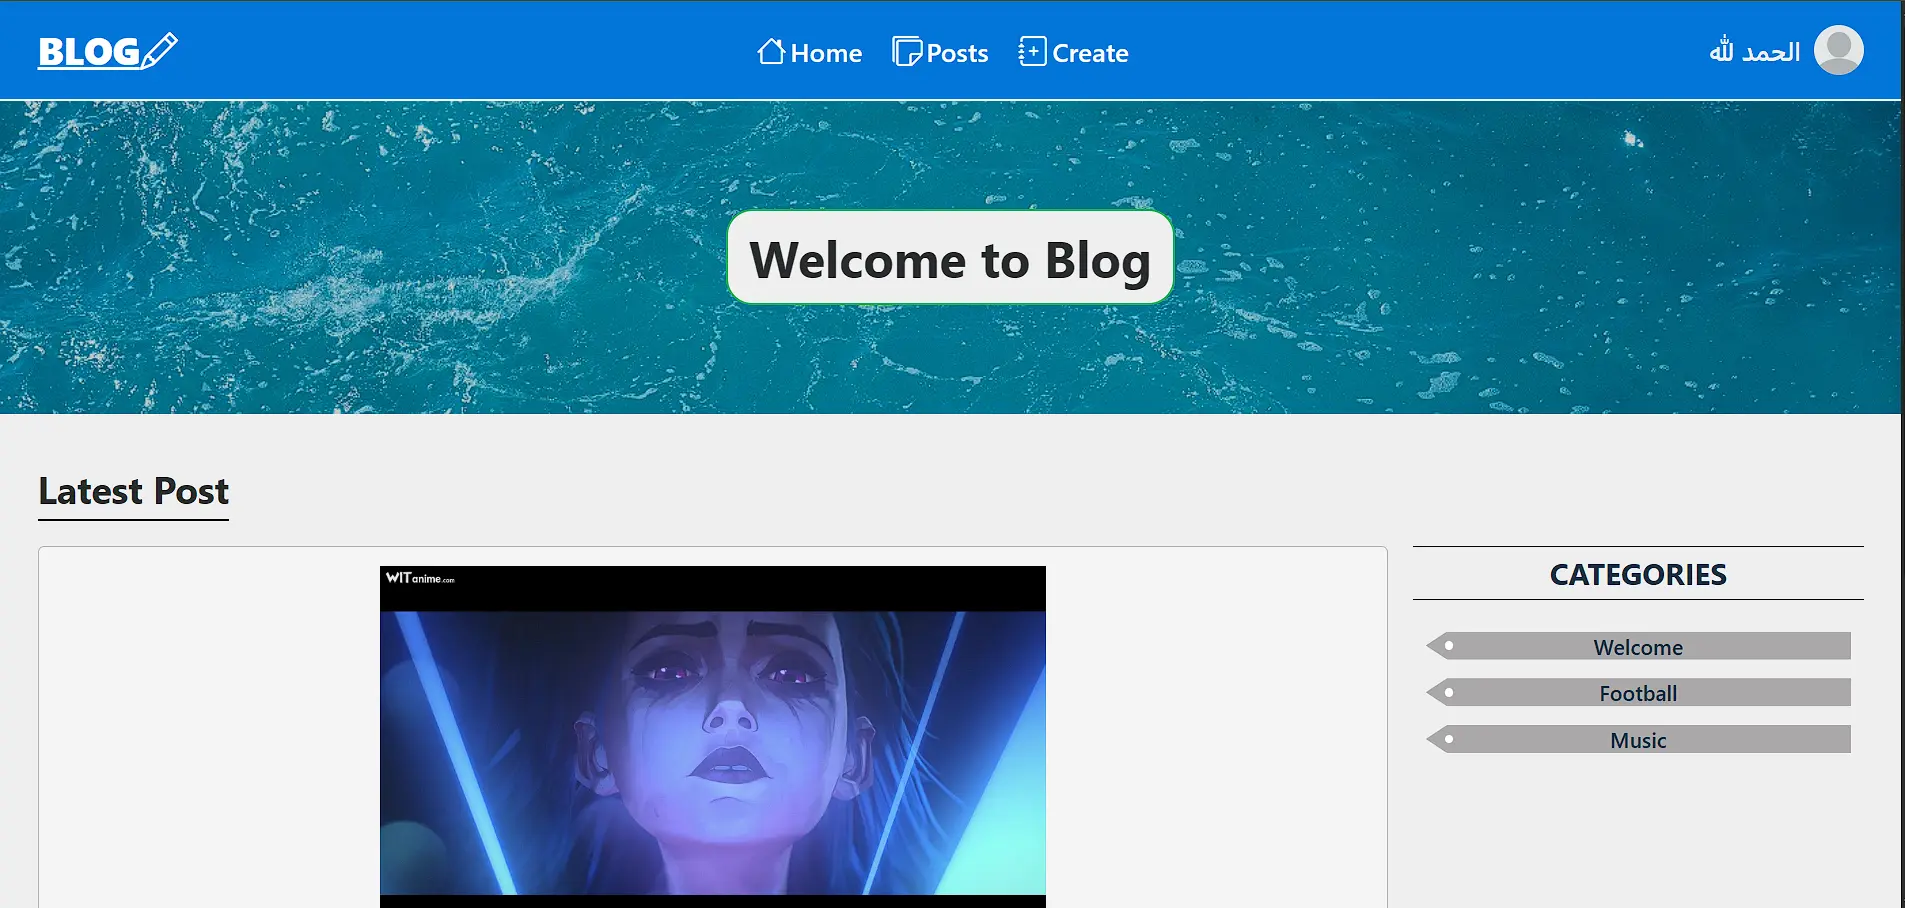 BLOG
Home
Posts
Create
الحمد لله
Welcome to Blog
Latest Post
WITanime.com
CATEGORIES
Welcome
Football
Music